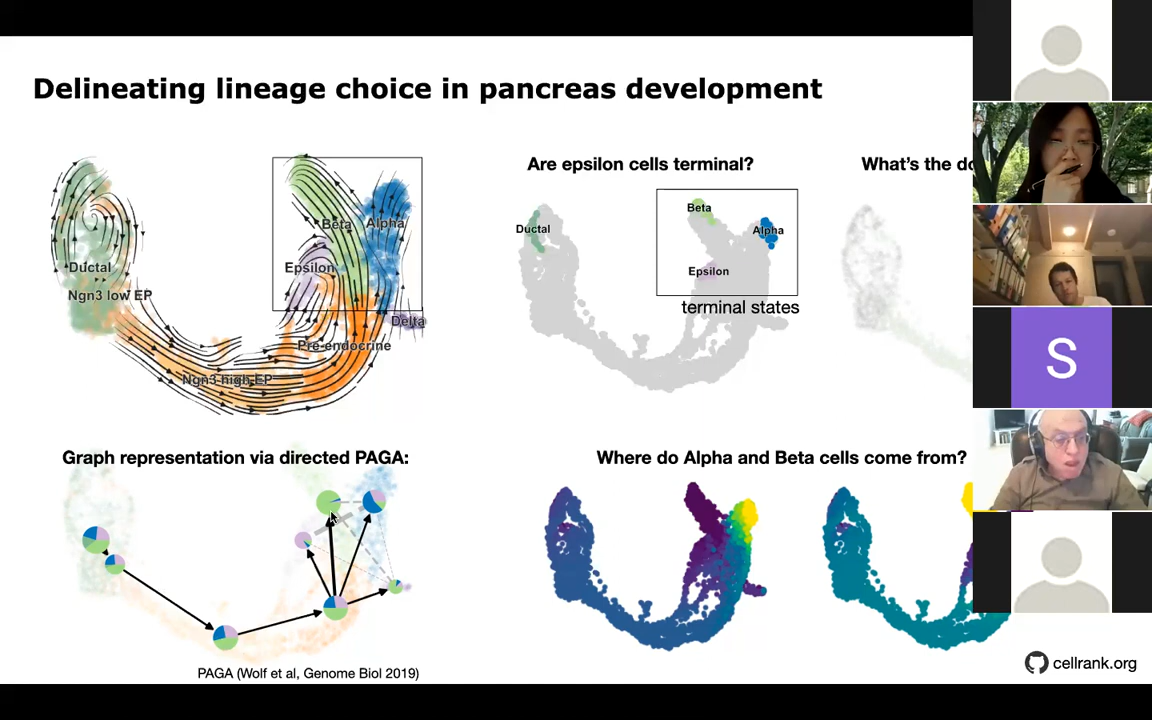 Delineating lineage choice in pancreas development
Beta
Alpha
Epsilon
Ductal
Ngn3 low EP
Delta
Pre-endocrine
Ngn3 high EP
Are epsilon cells terminal?
What's the do
Beta
Ductal
Alpha
Epsilon
terminal states
Graph representation via directed PAGA:
PAGA (Wolf et al, Genome Biol 2019)
Where do Alpha and Beta cells come from?
S
cellrank.org